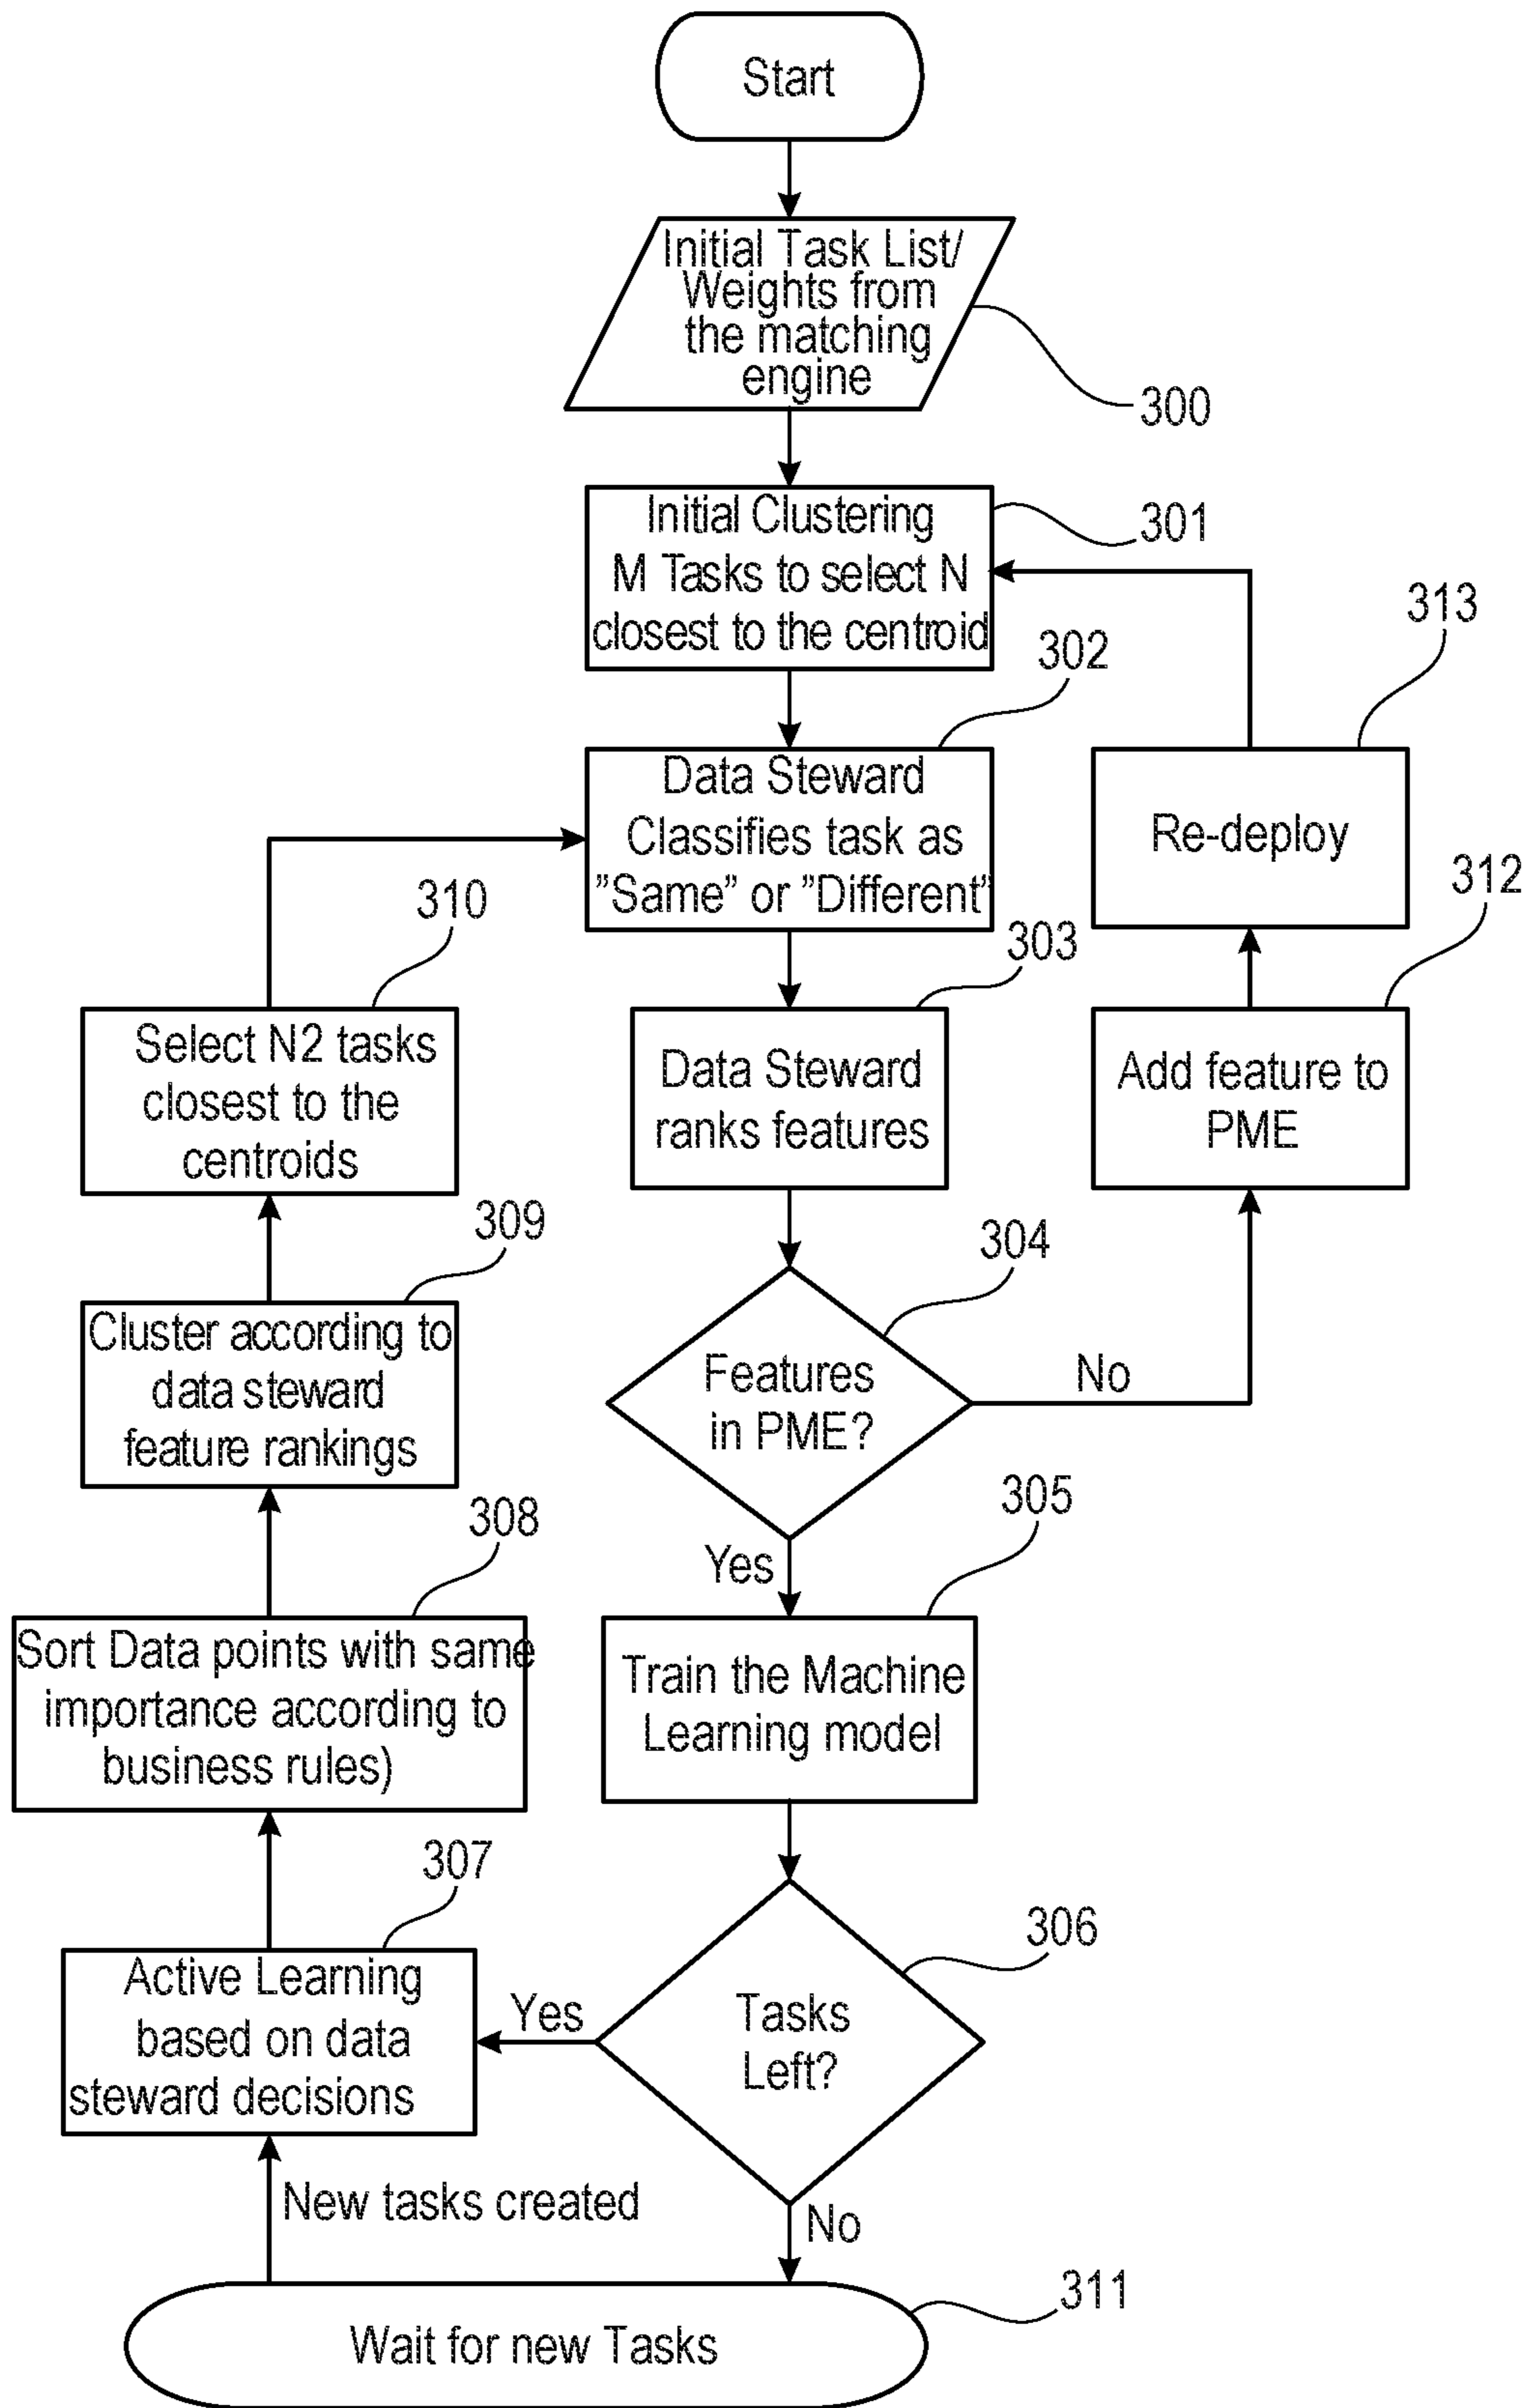 Start
Initial Task List/
Weights from
the matching
engine
300
Initial Clustering
M Tasks to select N
closest to the centroid
301
302
313
Data Steward
Classifies task as
”Same” or ”Different”
Re-deploy
310
303
312
Select N2 tasks
closest to the
centroids
Data Steward
ranks features
Add feature to
PME
309
304
Cluster according to
data steward
feature rankings
Features
in PME?
No
308
Yes
305
Sort Data points with same
importance according to
business rules)
Train the Machine
Learning model
307
306
Active Learning
based on data
steward decisions
Yes
Tasks
Left?
New tasks created
No
311
Wait for new Tasks